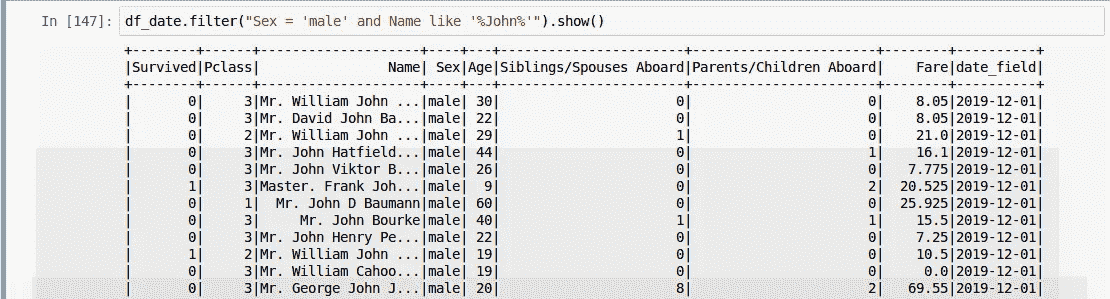 In [147]: df_date.filter("Sex = 'male' and Name like '%John%'").show()
+--------+------+--------------------+----+---+-----------------------+-----------------------+-------+----------+
|Survived|Pclass|                Name| Sex|Age|Siblings/Spouses Aboard|Parents/Children Aboard|   Fare|date_field|
+--------+------+--------------------+----+---+-----------------------+-----------------------+-------+----------+
|       0|     3|Mr. William John ...|male| 30|                      0|                      0|   8.05|2019-12-01|
|       0|     3|Mr. David John Ba...|male| 22|                      0|                      0|   8.05|2019-12-01|
|       0|     2|Mr. William John ...|male| 29|                      1|                      0|   21.0|2019-12-01|
|       0|     3|Mr. John Hatfield...|male| 44|                      0|                      1|   16.1|2019-12-01|
|       0|     3|Mr. John Viktor B...|male| 26|                      0|                      0|  7.775|2019-12-01|
|       1|     3|Master. Frank Joh...|male|  9|                      0|                      2| 20.525|2019-12-01|
|       0|     1|  Mr. John D Baumann|male| 60|                      0|                      0| 25.925|2019-12-01|
|       0|     3|     Mr. John Bourke|male| 40|                      1|                      1|   15.5|2019-12-01|
|       0|     3|Mr. John Henry Pe...|male| 22|                      0|                      0|   7.25|2019-12-01|
|       1|     2|Mr. William John ...|male| 19|                      0|                      0|   10.5|2019-12-01|
|       0|     3|Mr. William Cahoo...|male| 19|                      0|                      0|    0.0|2019-12-01|
|       0|     3|Mr. George John J...|male| 20|                      8|                      2|  69.55|2019-12-01|